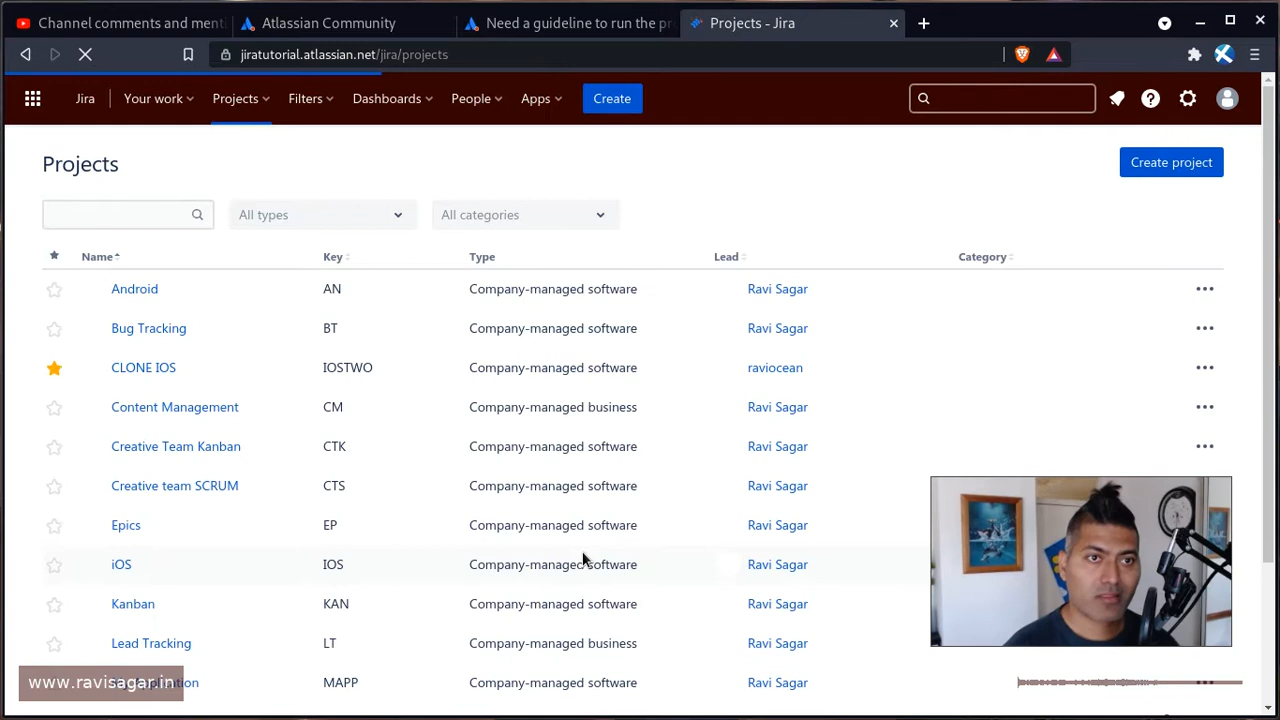 Channel comments and ment
Atlassian Community
Need a guideline to run the pr
Projects - Jira
jiratutorial.atlassian.net/jira/projects
Jira
Your work
Projects
Filters
Dashboards
People
Apps
Create
Projects
Create project
All types
All categories
Name
Key
Type
Lead
Category
Android AN Company-managed software Ravi Sagar
Bug Tracking BT Company-managed software Ravi Sagar
CLONE IOS IOSTWO Company-managed software raviocean
Content Management CM Company-managed business Ravi Sagar
Creative Team Kanban CTK Company-managed software Ravi Sagar
Creative team SCRUM CTS Company-managed software Ravi Sagar
Epics EP Company-managed software Ravi Sagar
iOS IOS Company-managed software Ravi Sagar
Kanban KAN Company-managed software Ravi Sagar
Lead Tracking LT Company-managed business Ravi Sagar
MAPP Company-managed software Ravi Sagar
www.ravisagar.in